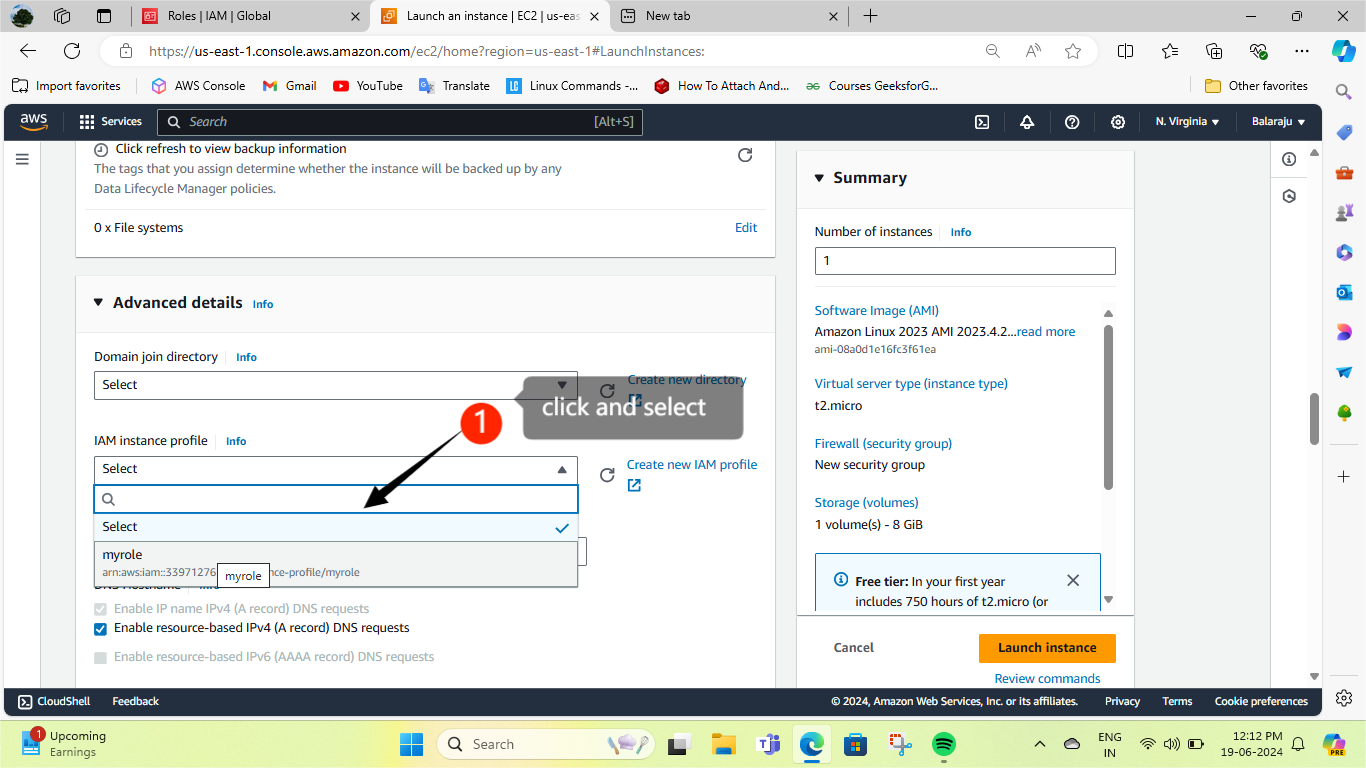 Roles | IAM | Global
Launch an instance | EC2 | us-eas
New tab
https://us-east-1.console.aws.amazon.com/ec2/home?region=us-east-1#LaunchInstances:
Import favorites
AWS Console
Gmail
YouTube
Translate
Linux Commands -...
How To Attach And...
Courses GeeksforG...
Other favorites
aws
Services
Search
[Alt+S]
N. Virginia
Balaraju
Click refresh to view backup information
The tags that you assign determine whether the instance will be backed up by any
Data Lifecycle Manager policies.
0 x File systems
Edit
Advanced details Info
Domain join directory Info
Select
Create new directory
click and select
1
IAM instance profile Info
Select
Create new IAM profile
Select
myrole
arn:aws:iam::33971276
nce-profile/myrole
myrole
Enable IP name IPv4 (A record) DNS requests
Enable resource-based IPv4 (A record) DNS requests
Enable resource-based IPv6 (AAAA record) DNS requests
Summary
Number of instances Info
1
Software Image (AMI)
Amazon Linux 2023 AMI 2023.4.2...read more
ami-08a0d1e16fc3f61ea
Virtual server type (instance type)
t2.micro
Firewall (security group)
New security group
Storage (volumes)
1 volume(s) - 8 GiB
Free tier: In your first year
includes 750 hours of t2.micro (or
Cancel
Launch instance
Review commands
CloudShell
Feedback
© 2024, Amazon Web Services, Inc. or its affiliates.
Privacy
Terms
Cookie preferences
1
Upcoming
Earnings
Search
ENG
IN
12:12 PM
19-06-2024
PRE